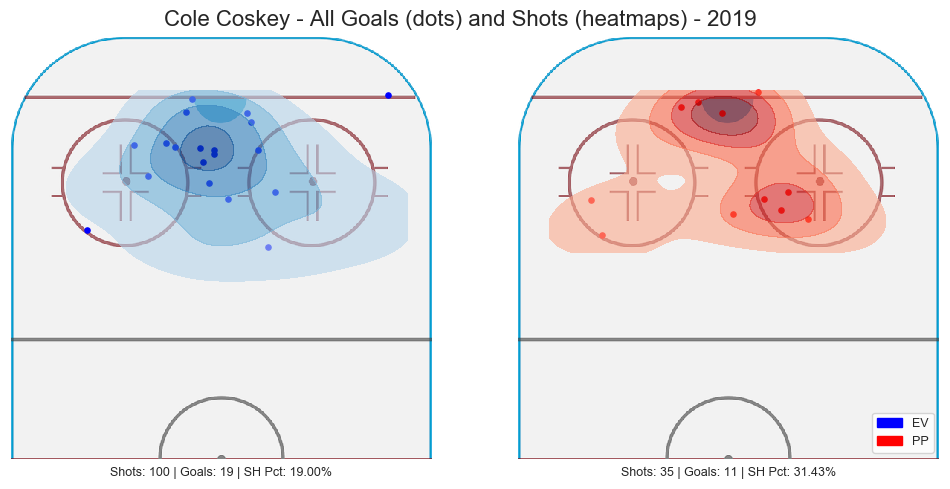 Cole Coskey - All Goals (dots) and Shots (heatmaps) - 2019
EV
PP
Shots: 100 | Goals: 19 | SH Pct: 19.00%
Shots: 35 | Goals: 11 | SH Pct: 31.43%